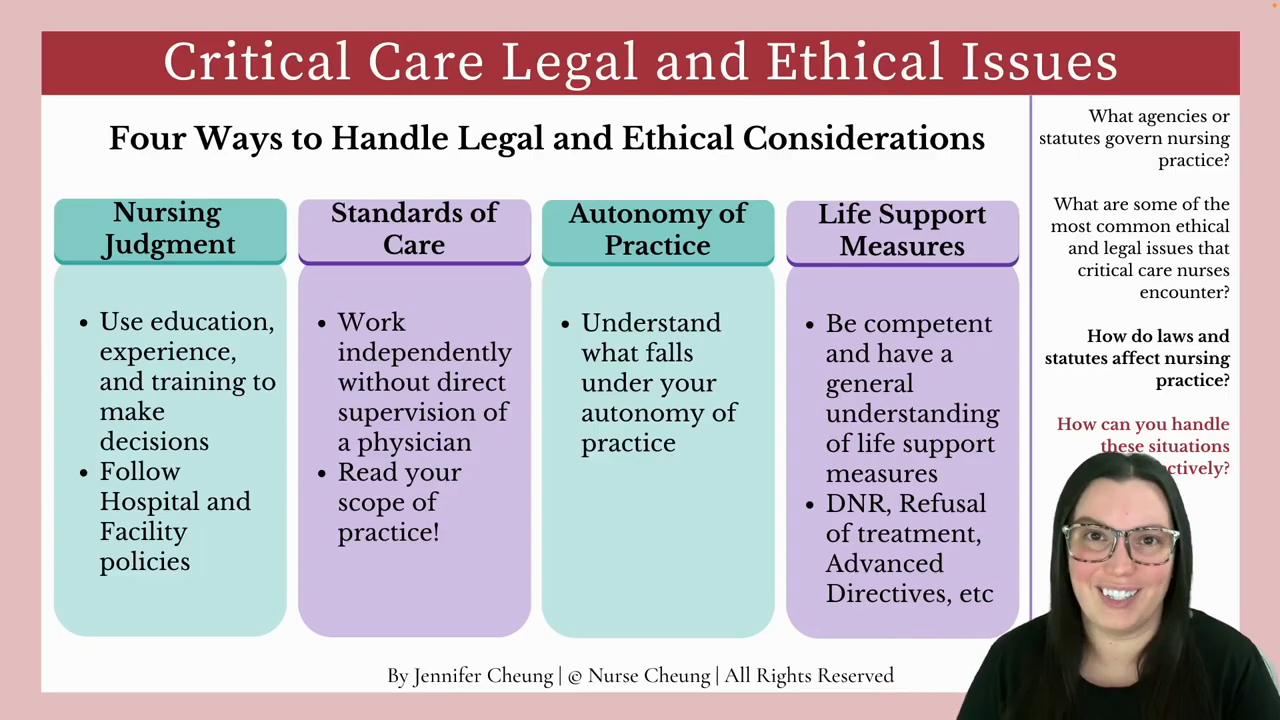 Critical Care Legal and Ethical Issues
Four Ways to Handle Legal and Ethical Considerations
Nursing
Judgment
• Use education,
experience,
and training to
make
decisions
• Follow
Hospital and
Facility
policies
Standards of
Care
• Work
independently
without direct
supervision of
a physician
• Read your
scope of
practice!
Autonomy of
Practice
• Understand
what falls
under your
autonomy of
practice
Life Support
Measures
• Be competent
and have a
general
understanding
of life support
measures
• DNR, Refusal
of treatment,
Advanced
Directives, etc
What agencies or
statutes govern nursing
practice?
What are some of the
most common ethical
and legal issues that
critical care nurses
encounter?
How do laws and
statutes affect nursing
practice?
How can you handle
these situations
ctively?
By Jennifer Cheung | © Nurse Cheung | All Rights Reserved